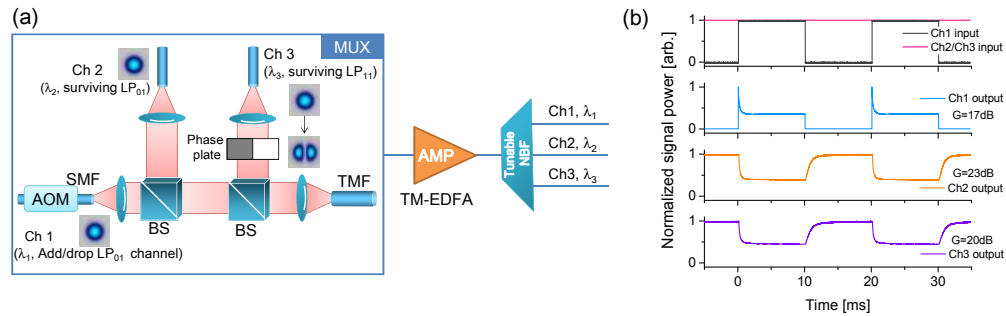 (a)
MUX
Ch 2
(λ2, surviving LP01)
Ch 3
(λ3, surviving LP11)
Phase
plate
SMF
AOM
BS
BS
TMF
Ch 1
(λ1, Add/drop LP01 channel)
AMP
TM-EDFA
Tunable
NBF
Ch1, λ1
Ch2, λ2
Ch3, λ3
(b)
Normalized signal power [arb.]
1
0
Ch1 input
Ch2/Ch3 input
1
0
Ch1 output
G=17dB
1
0
G=23dB
Ch2 output
1
0
G=20dB
Ch3 output
0 10 20 30 35
Time [ms]